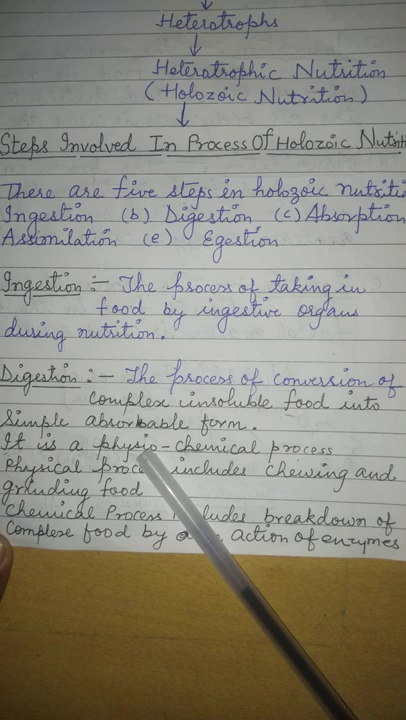 Heterotrophs
Heterotrophic Nutrition
(Holozoic Nutrition)
Steps Involved In Process Of Holozoic
There are five steps in holozoic
Ingestion (b) Digestion (c) Absorption
Assimilation (e) Egestion
Ingestion :- The process of taking in
food by ingestive organs
during nutrition.
Digestion :- The process of conversion of
complex insoluble food into
Simple absorbable form.
It is a physio-chemical process
Physical includes chewing and
grinding food
Chemical Process breakdown of
Complex food by action of enzymes